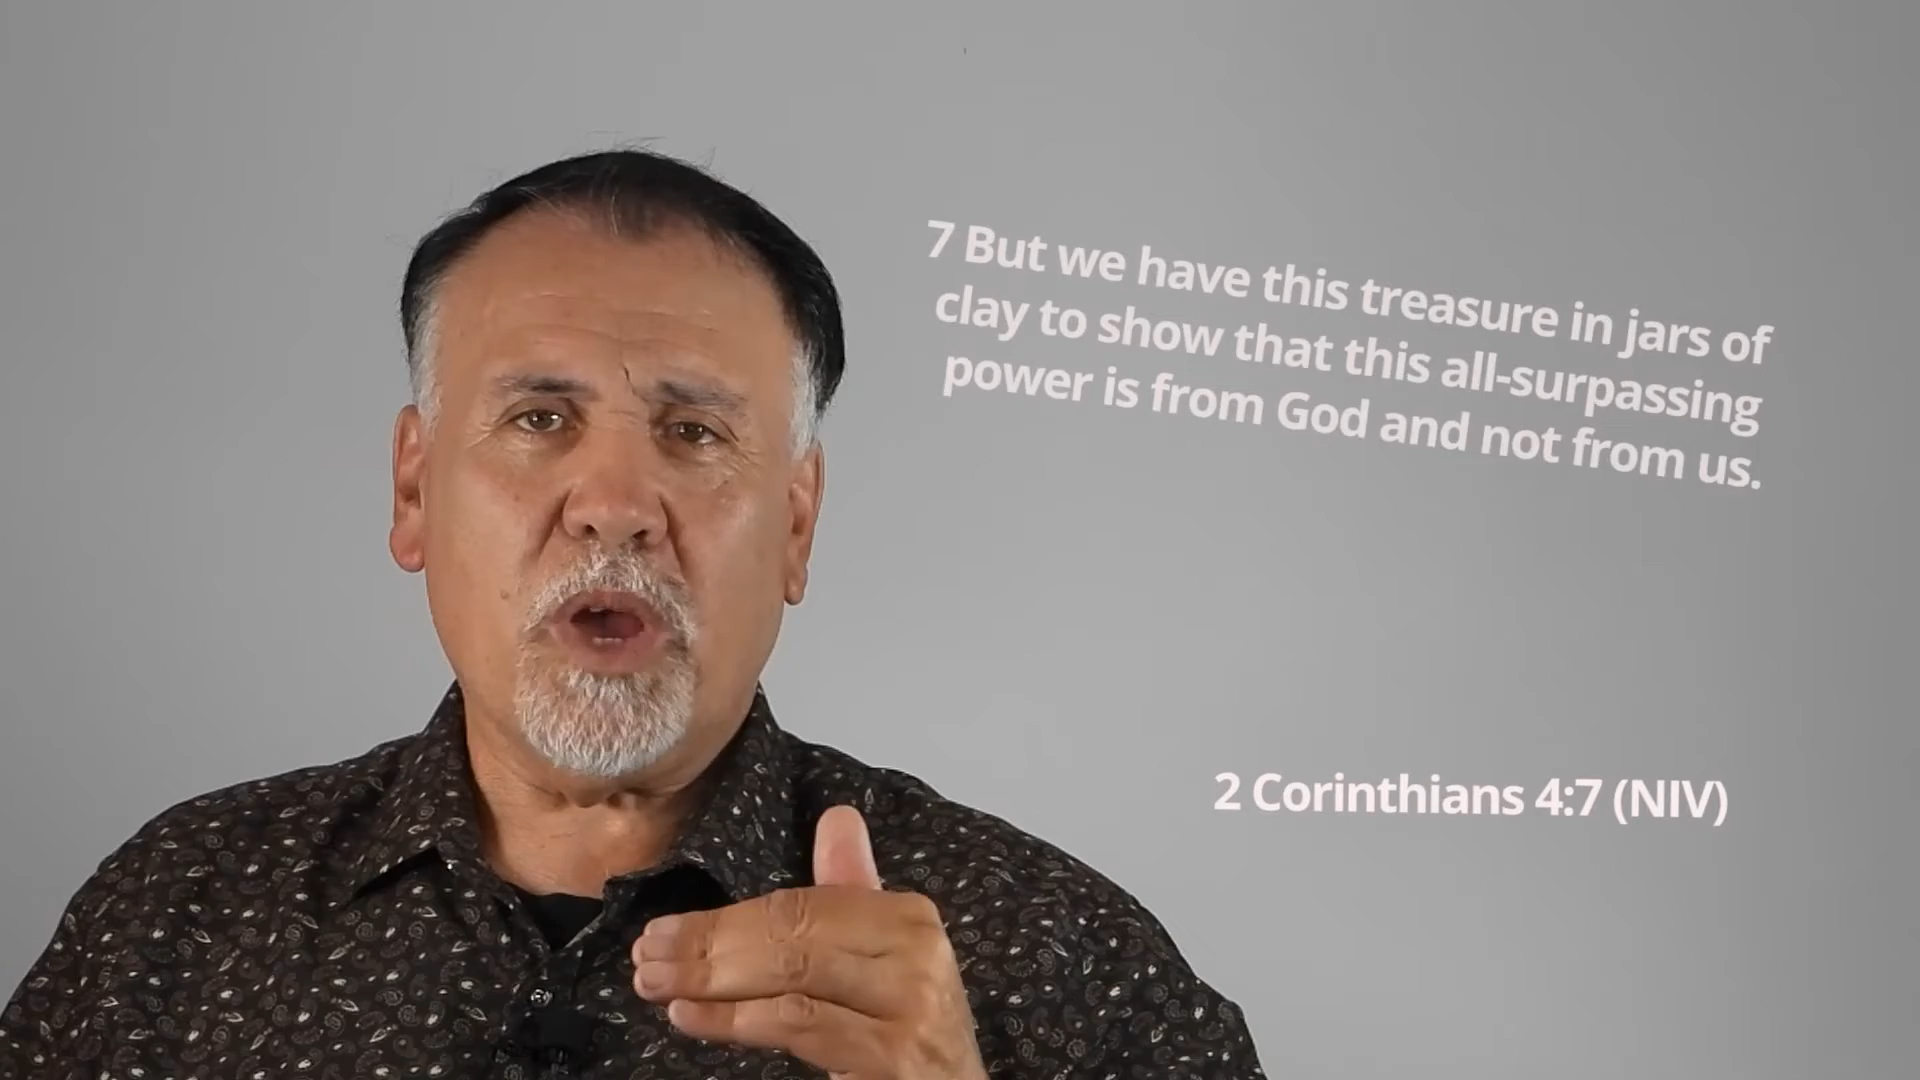 7 But we have this treasure in jars of
clay to show that this all-surpassing
power is from God and not from us.
2 Corinthians 4:7 (NIV)